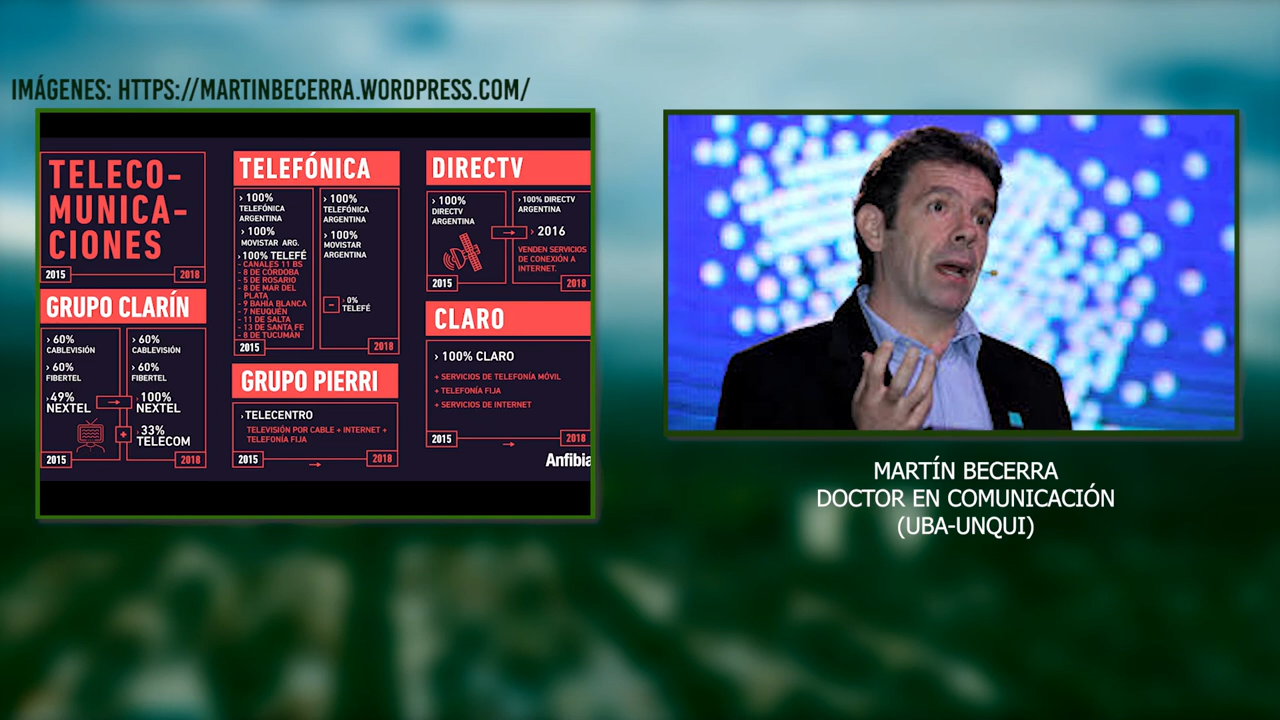 IMÁGENES: HTTPS://MARTINBECERRA.WORDPRESS.COM/
TELECO-
MUNICA-
CIONES
2015
2018
GRUPO CLARÍN
› 60%
CABLEVISIÓN
› 60%
FIBERTEL
›49%
NEXTEL
2015
› 60%
CABLEVISIÓN
› 60%
FIBERTEL
›100%
NEXTEL
+
›33%
TELECOM
2018
TELEFÓNICA
›100%
TELEFÓNICA
ARGENTINA
›100%
MOVISTAR ARG.
›100% TELEFÉ
- CANALES 11 BS
- 8 DE CÓRDOBA
- 5 DE ROSARIO
- 8 DE MAR DEL
PLATA
- 9 BAHÍA BLANCA
- 7 NEUQUÉN
- 11 DE SALTA
- 13 DE SANTA FE
- 8 DE TUCUMÁN
2015
›100%
TELEFÓNICA
ARGENTINA
›100%
MOVISTAR
ARGENTINA
-
›0%
TELEFÉ
2018
GRUPO PIERRI
›TELECENTRO
TELEVISIÓN POR CABLE + INTERNET +
TELEFONÍA FIJA
2015
2018
DIRECTV
›100%
DIRECTV
ARGENTINA
2015
›100% DIRECTV
ARGENTINA
› 2016
VENDEN SERVICIOS
DE CONEXIÓN A
INTERNET.
2018
CLARO
› 100% CLARO
+ SERVICIOS DE TELEFONÍA MÓVIL
+ TELEFONÍA FIJA
+ SERVICIOS DE INTERNET
2015
2018
Anfibia
MARTÍN BECERRA
DOCTOR EN COMUNICACIÓN
(UBA-UNQUI)